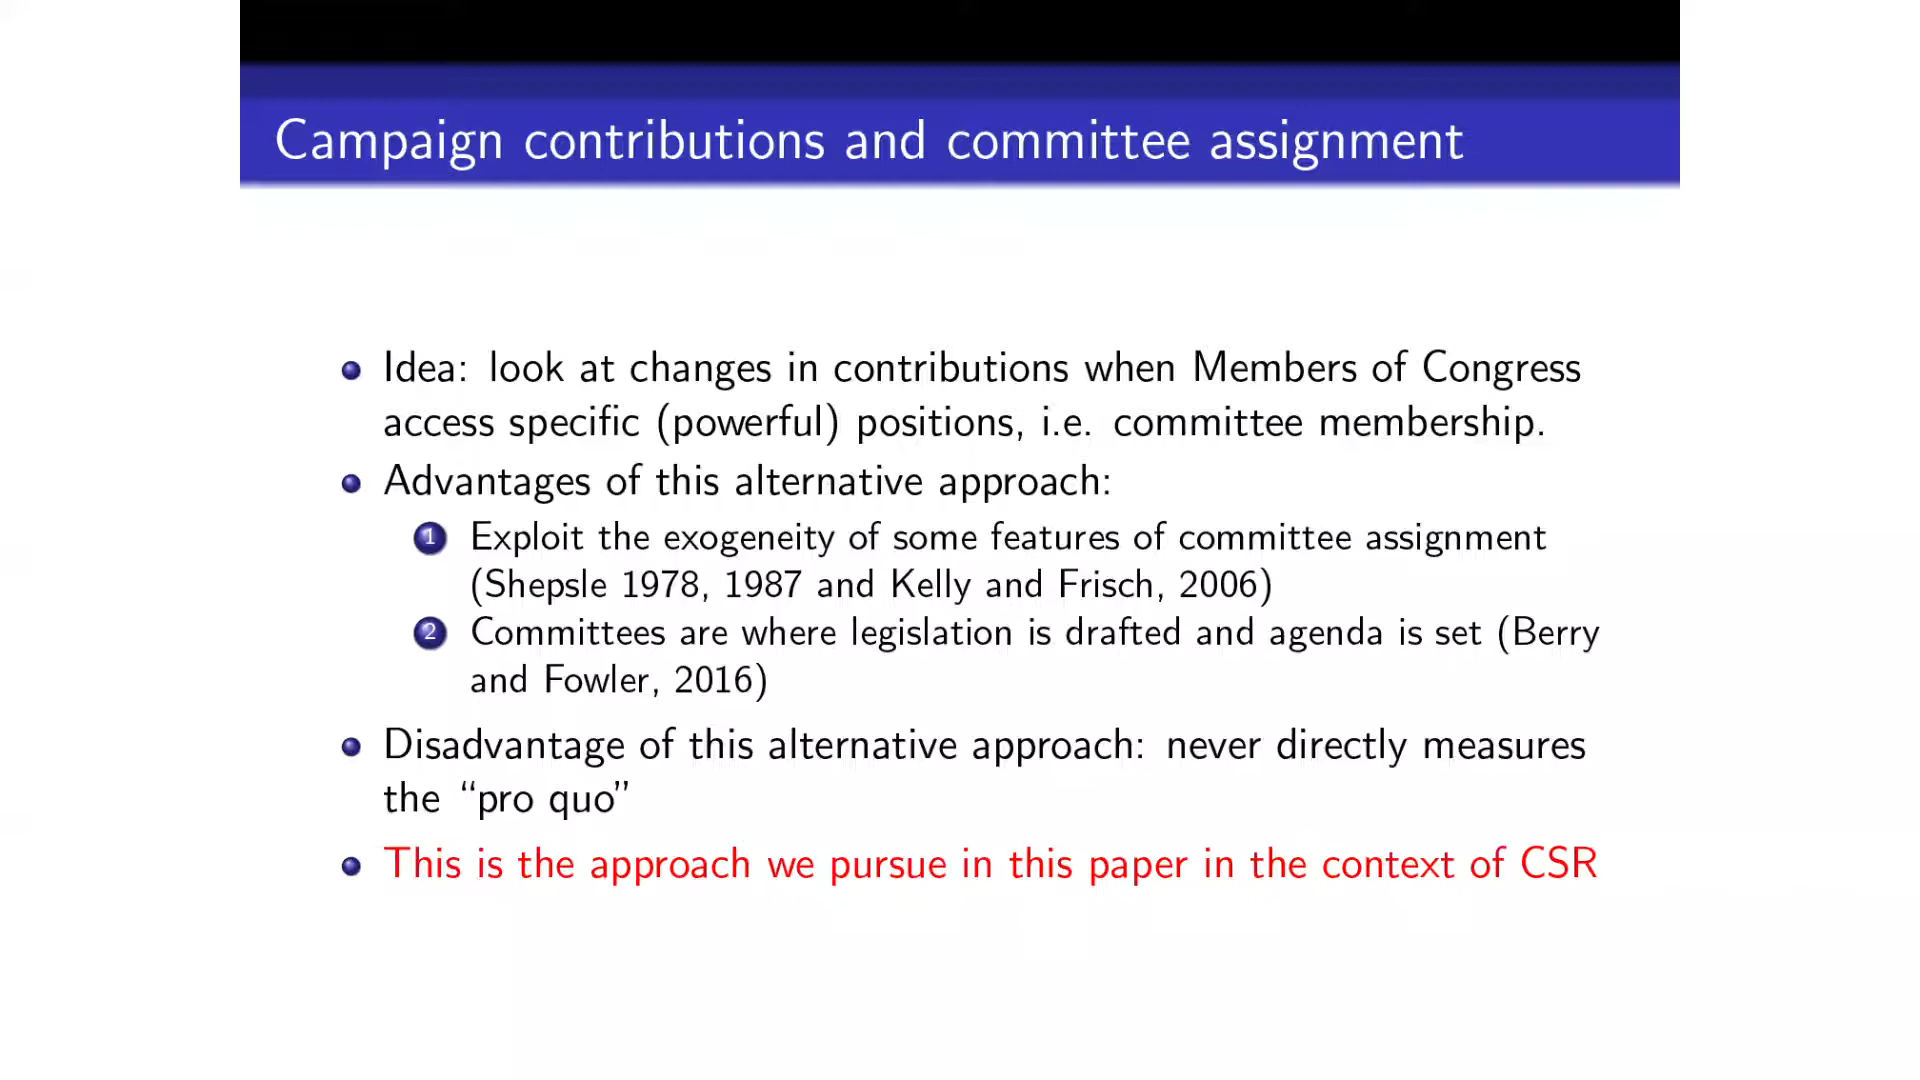 Campaign contributions and committee assignment
Idea: look at changes in contributions when Members of Congress
access specific (powerful) positions, i.e. committee membership.
Advantages of this alternative approach:
1 Exploit the exogeneity of some features of committee assignment
(Shepsle 1978, 1987 and Kelly and Frisch, 2006)
2 Committees are where legislation is drafted and agenda is set (Berry
and Fowler, 2016)
Disadvantage of this alternative approach: never directly measures
the “pro quo”
This is the approach we pursue in this paper in the context of CSR